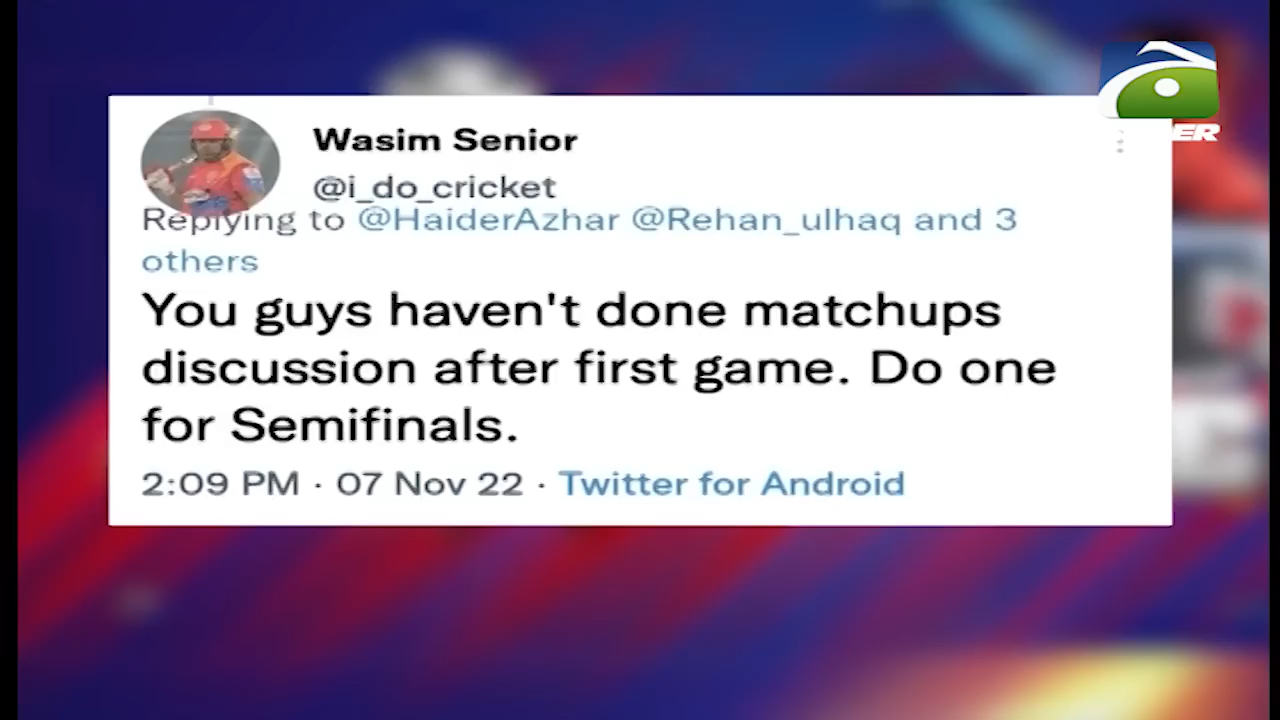 Wasim Senior
@i_do_cricket
Replying to @HaiderAzhar @Rehan_ulhaq and 3
others
You guys haven't done matchups
discussion after first game. Do one
for Semifinals.
2:09 PM · 07 Nov 22 · Twitter for Android